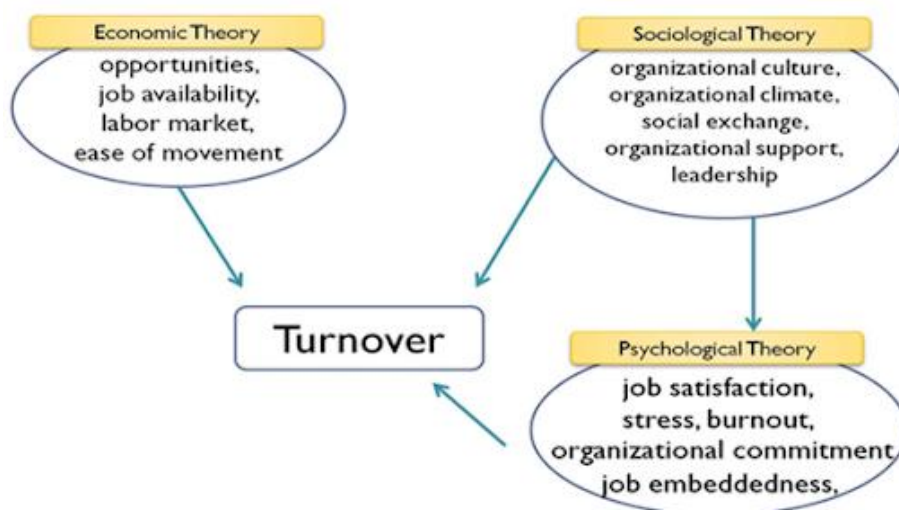 Economic Theory
opportunities,
job availability,
labor market,
ease of movement
Sociological Theory
organizational culture,
organizational climate,
social exchange,
organizational support,
leadership
Turnover
Psychological Theory
job satisfaction,
stress, burnout,
organizational commitment
job embeddedness,